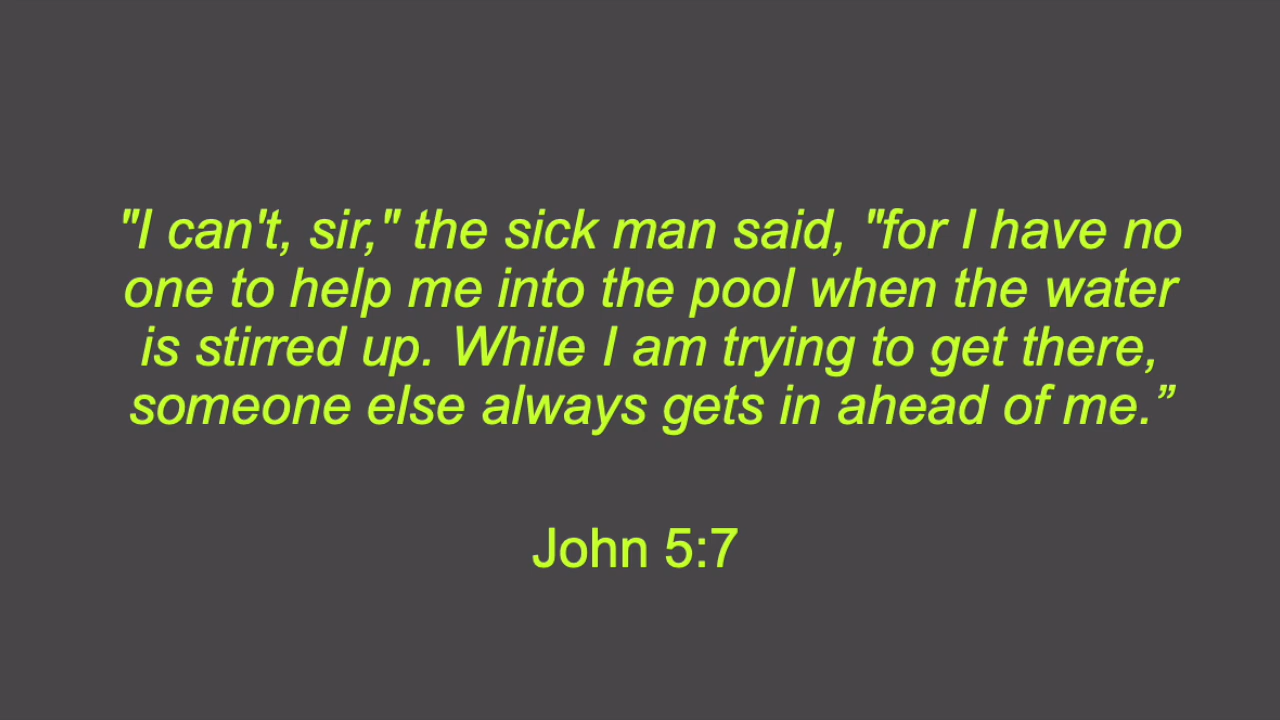 "I can't, sir," the sick man said, "for I have no
one to help me into the pool when the water
is stirred up. While I am trying to get there,
someone else always gets in ahead of me.”
John 5:7